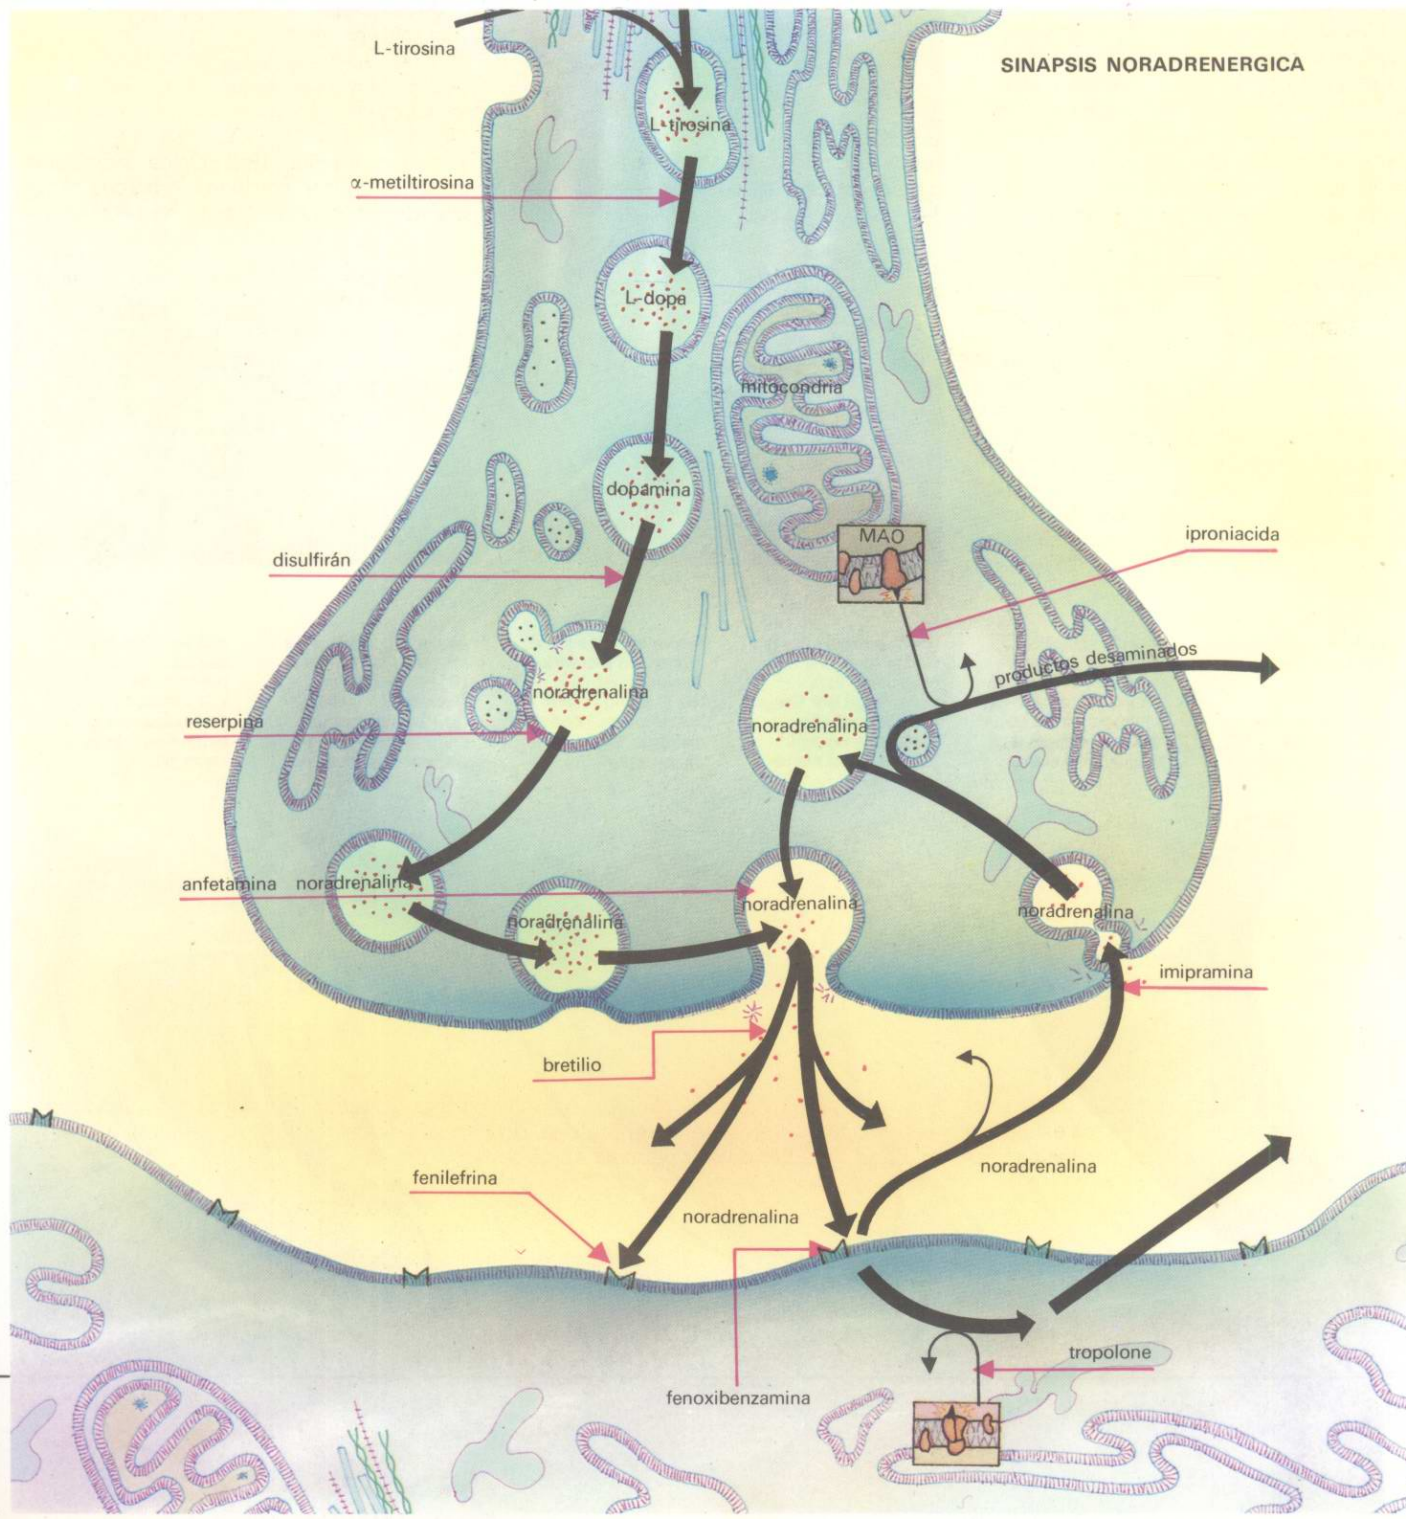 L-tirosina
SINAPSIS NORADRENERGICA
L-tirosina
α-metiltirosina
L-dopa
mitocondria
dopamina
MAO
iproniacida
disulfirán
productos desaminados
noradrenalina
reserpina
noradrenalina
anfetamina
noradrenalina
noradrenalina
noradrenalina
noradrenalina
imipramina
bretilio
noradrenalina
fenilefrina
noradrenalina
tropolone
fenoxibenzamina